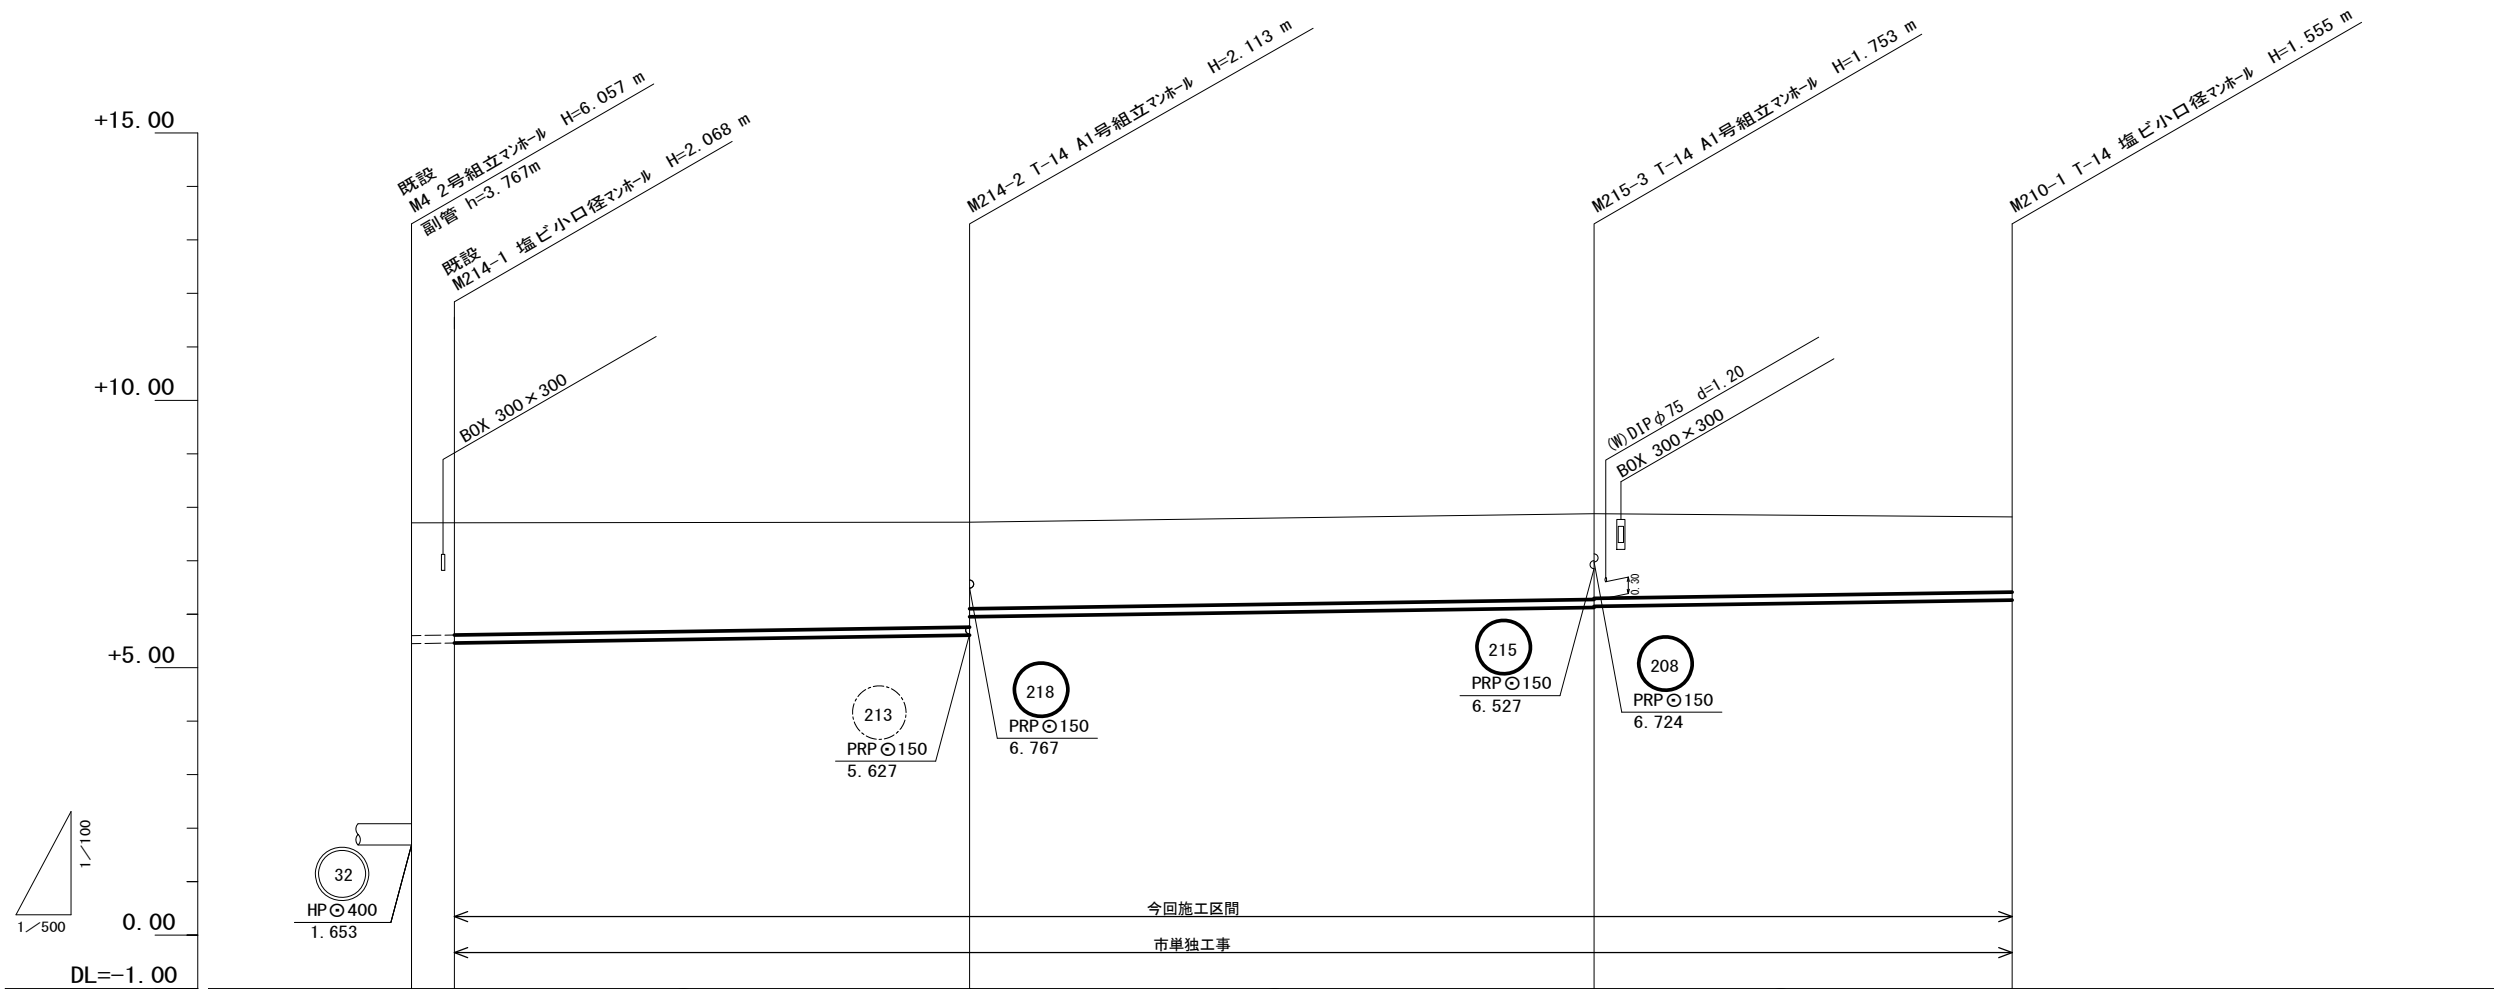 既設
M4 2号組立ﾏﾝﾎｰﾙ H=6.057 m
副管 h=3.767m
既設
M214-1 塩ビ小口径ﾏﾝﾎｰﾙ H=2.068 m
M214-2 T-14 A1号組立ﾏﾝﾎｰﾙ H=2.113 m
M215-3 T-14 A1号組立ﾏﾝﾎｰﾙ H=1.753 m
M210-1 T-14 塩ビ小口径ﾏﾝﾎｰﾙ H=1.555 m
+15.00
+10.00
+5.00
0.00
DL=-1.00
BOX 300×300
(W)DIPφ75 d=1.20
BOX 300×300
0.30
213
PRP⊙150
5.627
218
PRP⊙150
6.767
215
PRP⊙150
6.527
208
PRP⊙150
6.724
32
HP⊙400
1.653
1/100
1/500
今回施工区間
市単独工事